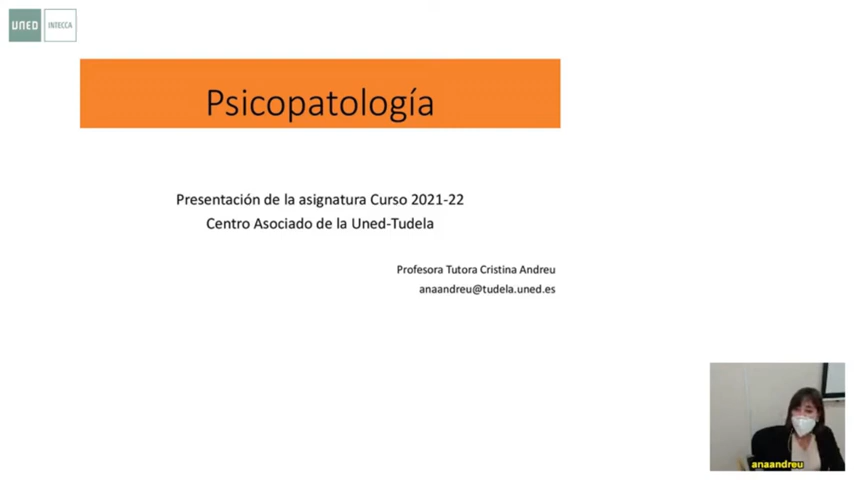 UNED INTECCA
Psicopatología
Presentación de la asignatura Curso 2021-22
Centro Asociado de la Uned-Tudela
Profesora Tutora Cristina Andreu
anaandreu@tudela.uned.es
anaandreu